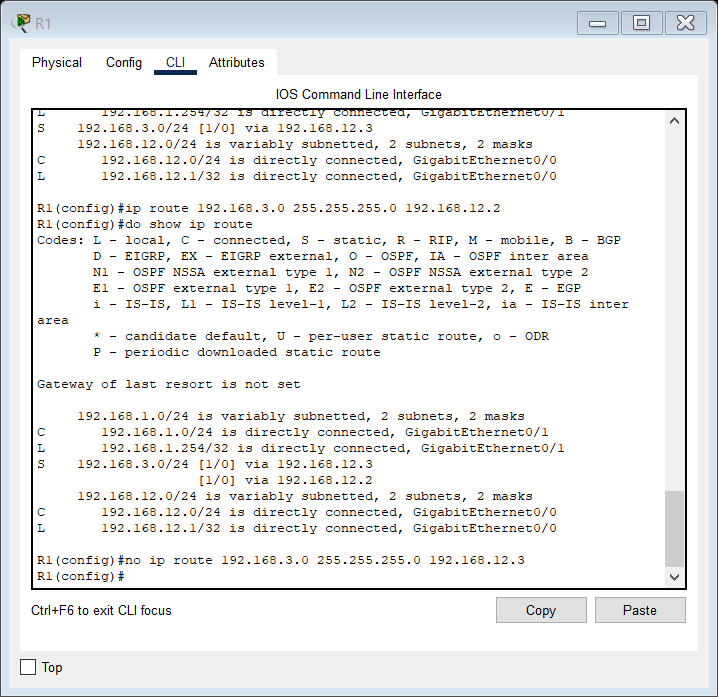 R1
Physical Config CLI Attributes
IOS Command Line Interface
L 192.168.1.254/32 is directly connected, GigabitEthernet0/1
S 192.168.3.0/24 [1/0] via 192.168.12.3
192.168.12.0/24 is variably subnetted, 2 subnets, 2 masks
C 192.168.12.0/24 is directly connected, GigabitEthernet0/0
L 192.168.12.1/32 is directly connected, GigabitEthernet0/0
R1(config)#ip route 192.168.3.0 255.255.255.0 192.168.12.2
R1(config)#do show ip route
Codes: L - local, C - connected, S - static, R - RIP, M - mobile, B - BGP
D - EIGRP, EX - EIGRP external, O - OSPF, IA - OSPF inter area
N1 - OSPF NSSA external type 1, N2 - OSPF NSSA external type 2
E1 - OSPF external type 1, E2 - OSPF external type 2, E - EGP
i - IS-IS, L1 - IS-IS level-1, L2 - IS-IS level-2, ia - IS-IS inter
area
* - candidate default, U - per-user static route, o - ODR
P - periodic downloaded static route
Gateway of last resort is not set
192.168.1.0/24 is variably subnetted, 2 subnets, 2 masks
C 192.168.1.0/24 is directly connected, GigabitEthernet0/1
L 192.168.1.254/32 is directly connected, GigabitEthernet0/1
S 192.168.3.0/24 [1/0] via 192.168.12.3
[1/0] via 192.168.12.2
192.168.12.0/24 is variably subnetted, 2 subnets, 2 masks
C 192.168.12.0/24 is directly connected, GigabitEthernet0/0
L 192.168.12.1/32 is directly connected, GigabitEthernet0/0
R1(config)#no ip route 192.168.3.0 255.255.255.0 192.168.12.3
R1(config)#
Ctrl+F6 to exit CLI focus
Copy Paste
Top